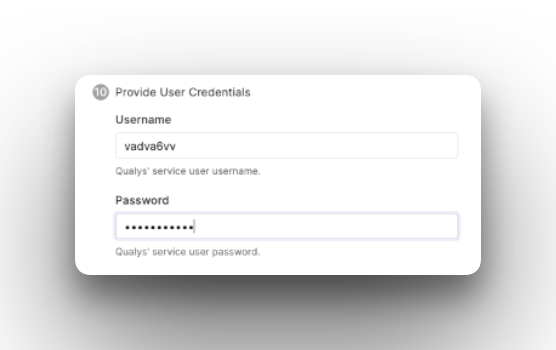 10 Provide User Credentials
Username
vadva6vv
Qualys' service user username.
Password
•••••••••••
Qualys' service user password.